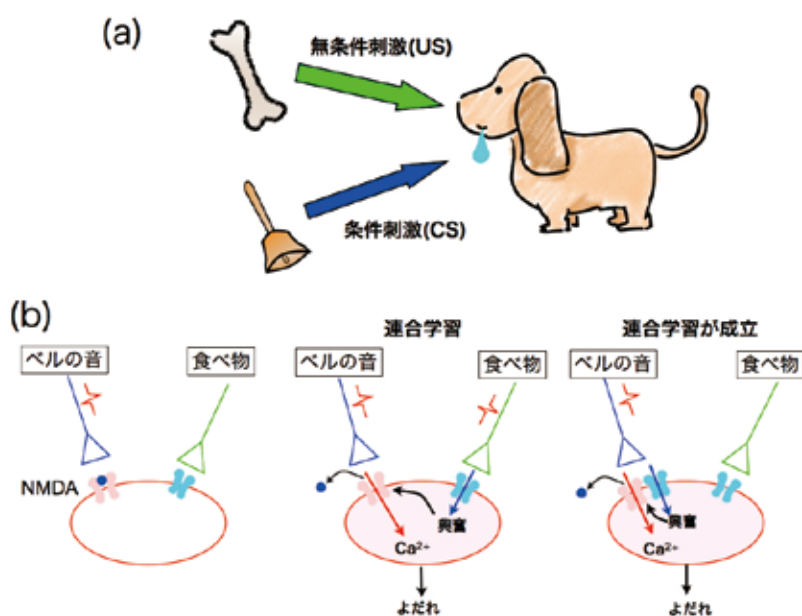 (a)
無条件刺激(US)
条件刺激(CS)
(b)
連合学習
連合学習が成立
ベルの音
食べ物
ベルの音
食べ物
ベルの音
食べ物
NMDA
興奮
興奮
Ca²⁺
Ca²⁺
よだれ
よだれ